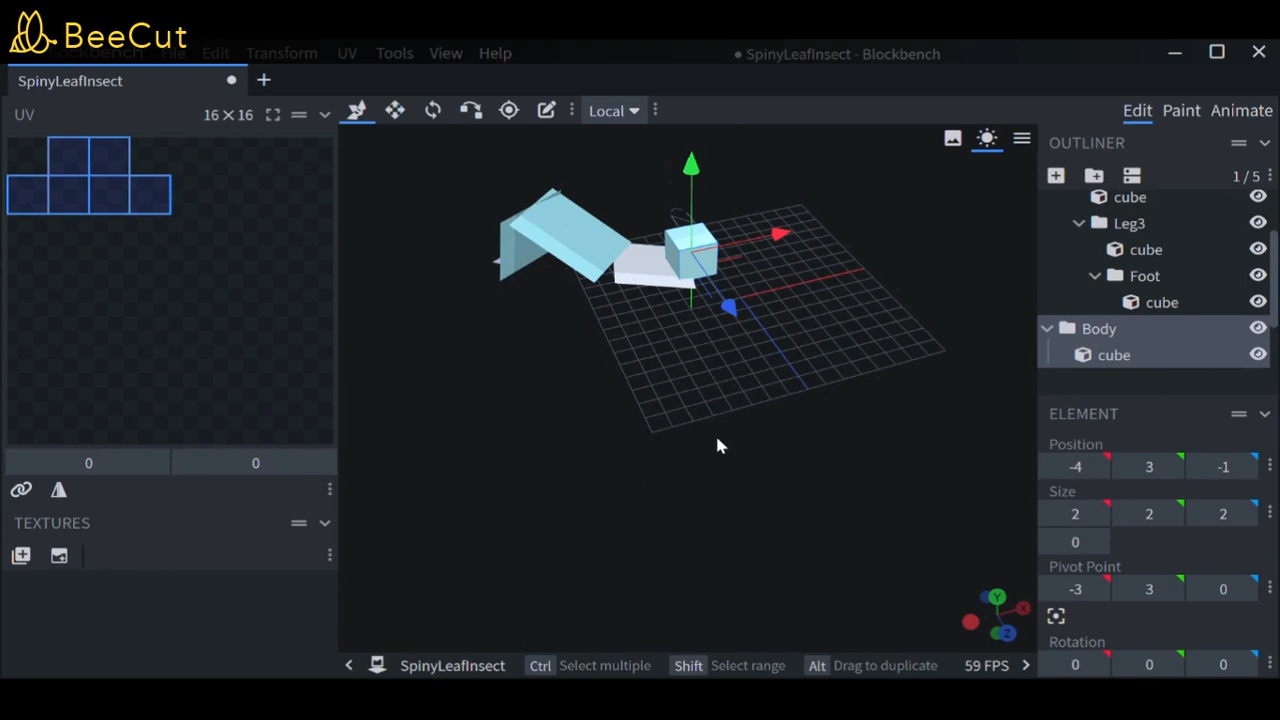 BeeCut
File Edit Transform UV Tools View Help
SpinyLeafInsect - Blockbench
SpinyLeafInsect
UV 16×16
Local
Edit Paint Animate
OUTLINER
1 / 5
cube
Leg3
cube
Foot
cube
Body
cube
ELEMENT
Position
-4 3 -1
Size
2 2 2
0
Pivot Point
-3 3 0
Rotation
0 0 0
0 0
TEXTURES
Y
X
Z
SpinyLeafInsect Ctrl Select multiple Shift Select range Alt Drag to duplicate 59 FPS